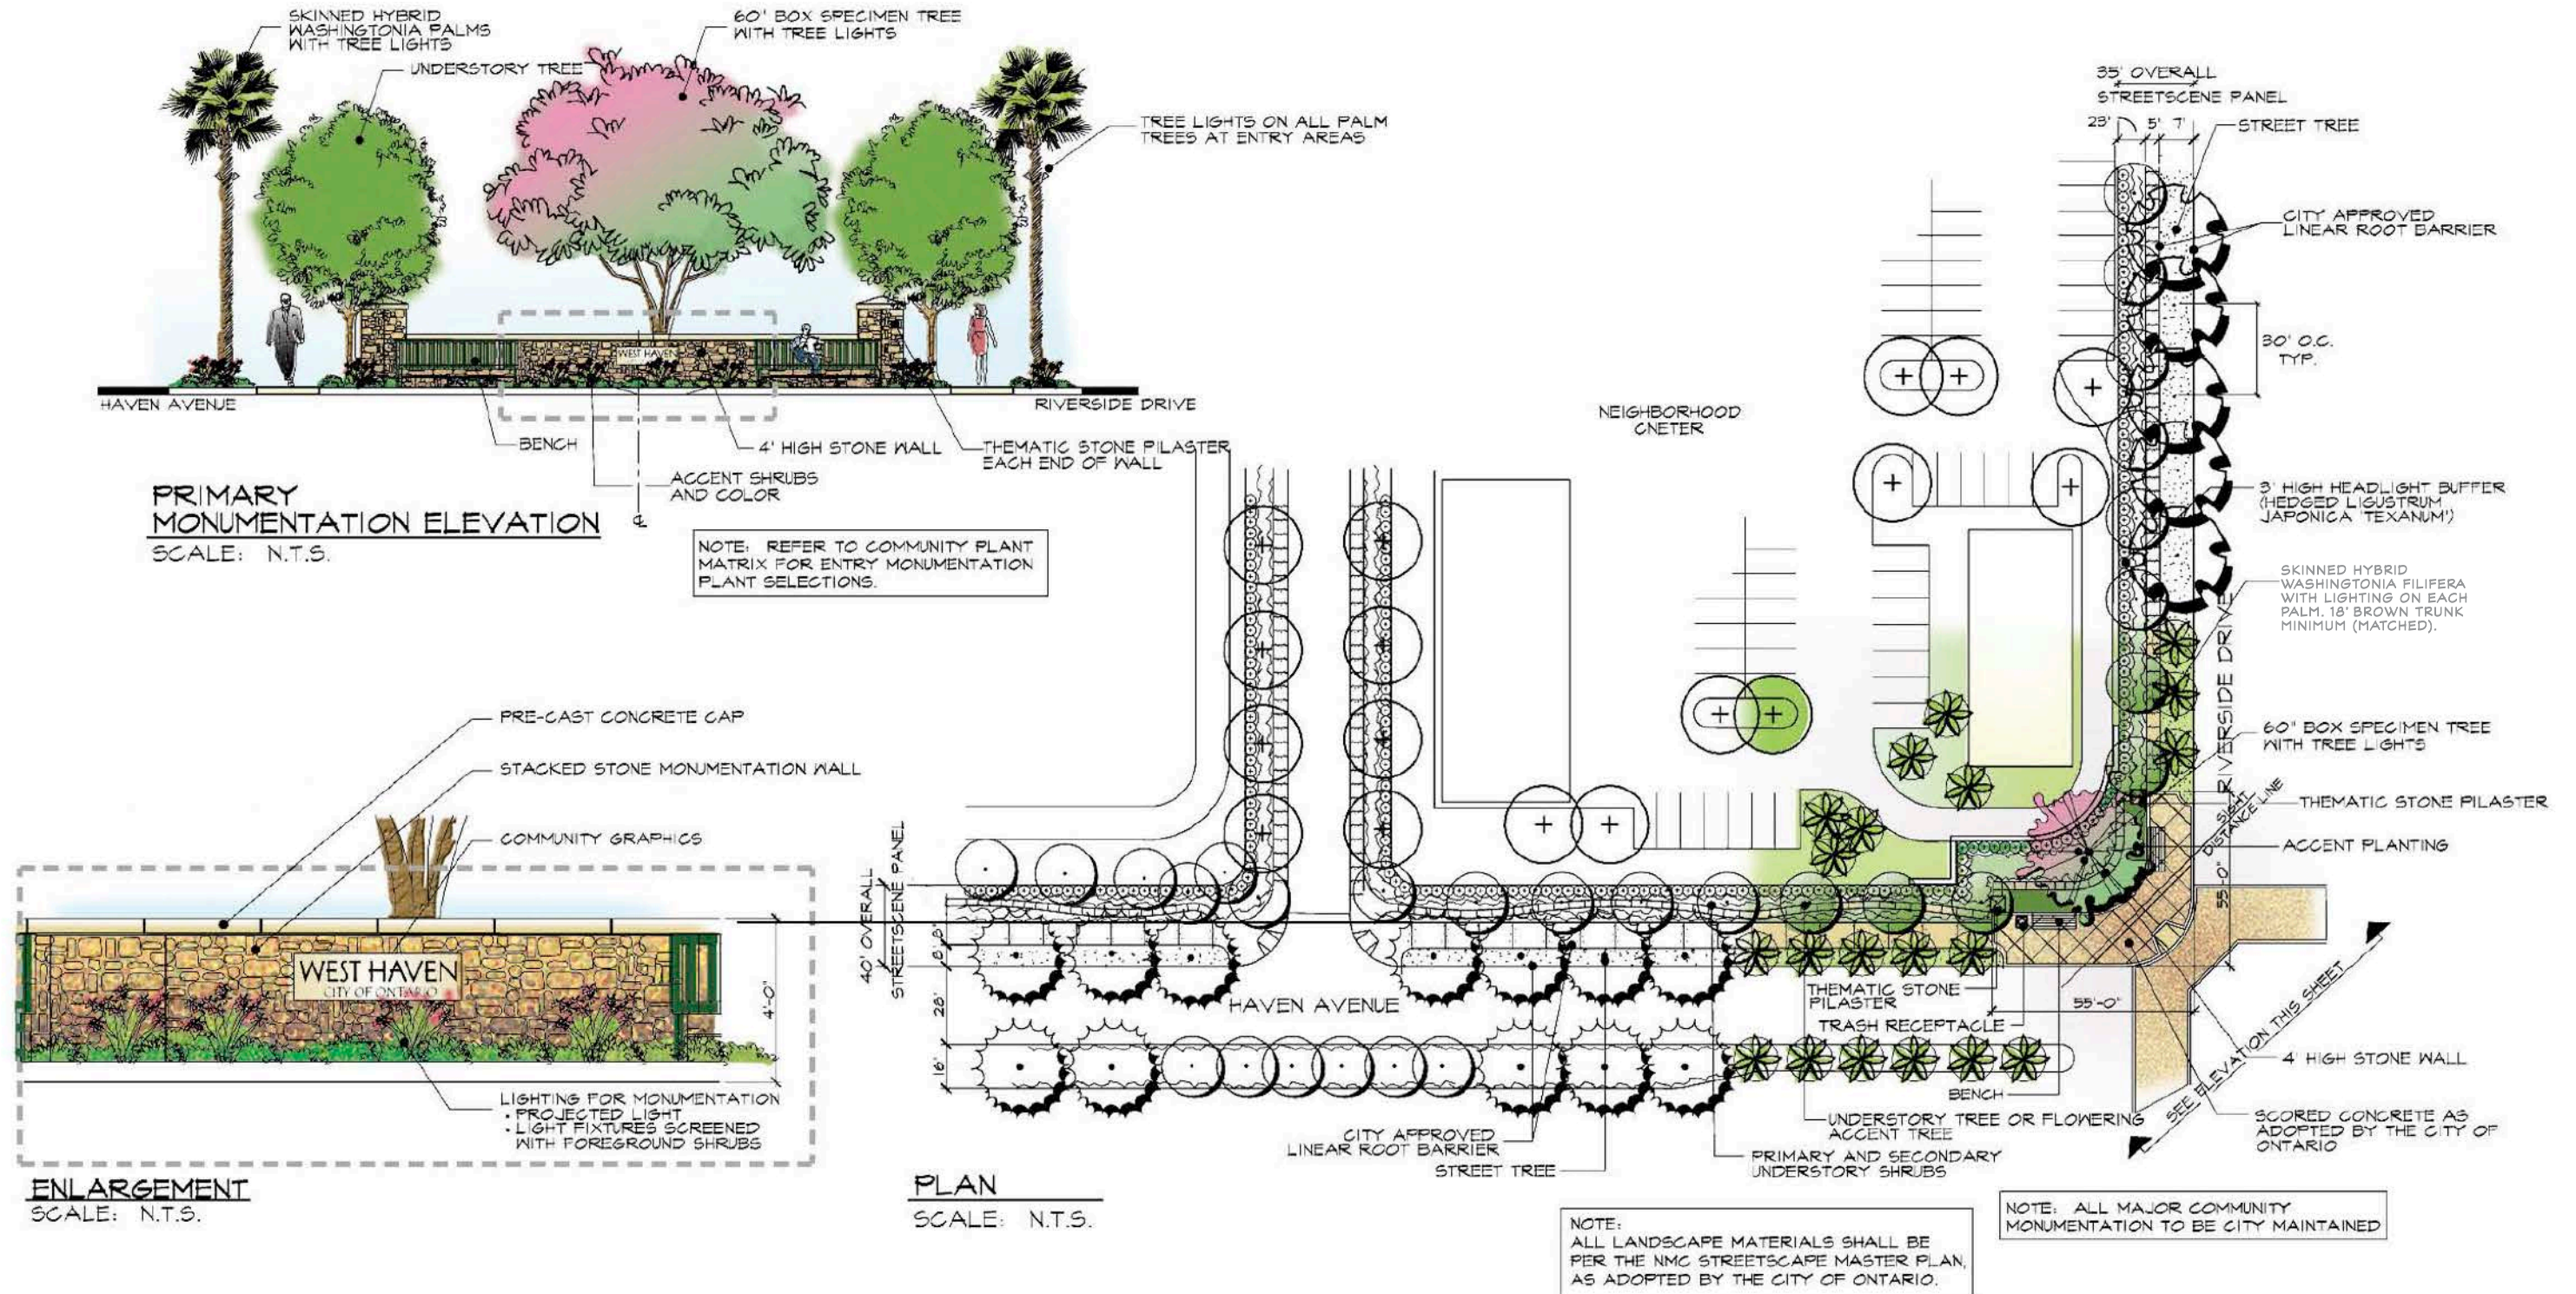 SKINNED HYBRID
WASHINGTONIA PALMS
WITH TREE LIGHTS
UNDERSTORY TREE
60' BOX SPECIMEN TREE
WITH TREE LIGHTS
TREE LIGHTS ON ALL PALM
TREES AT ENTRY AREAS
WEST HAVEN
HAVEN AVENUE
RIVERSIDE DRIVE
BENCH
4' HIGH STONE WALL
THEMATIC STONE PILASTER
EACH END OF WALL
ACCENT SHRUBS
AND COLOR
PRIMARY
MONUMENTATION ELEVATION
SCALE: N.T.S.
NOTE: REFER TO COMMUNITY PLANT
MATRIX FOR ENTRY MONUMENTATION
PLANT SELECTIONS.
PRE-CAST CONCRETE CAP
STACKED STONE MONUMENTATION WALL
COMMUNITY GRAPHICS
WEST HAVEN
CITY OF ONTARIO
4'-0"
LIGHTING FOR MONUMENTATION
• PROJECTED LIGHT
• LIGHT FIXTURES SCREENED
WITH FOREGROUND SHRUBS
ENLARGEMENT
SCALE: N.T.S.
35' OVERALL
STREETSCENE PANEL
23' 5' 7'
STREET TREE
CITY APPROVED
LINEAR ROOT BARRIER
30' O.C.
TYP.
NEIGHBORHOOD
CNETER
3' HIGH HEADLIGHT BUFFER
(HEDGED LIGUSTRUM
JAPONICA 'TEXANUM')
SKINNED HYBRID
WASHINGTONIA FILIFERA
WITH LIGHTING ON EACH
PALM. 18' BROWN TRUNK
MINIMUM (MATCHED).
RIVERSIDE DRIVE
60" BOX SPECIMEN TREE
WITH TREE LIGHTS
SIGHT
DISTANCE LINE
THEMATIC STONE PILASTER
ACCENT PLANTING
55'-0"
40' OVERALL
STREETSCENE PANEL
28'
16'
HAVEN AVENUE
THEMATIC STONE
PILASTER
55'-0"
TRASH RECEPTACLE
SEE ELEVATION THIS SHEET
4' HIGH STONE WALL
BENCH
UNDERSTORY TREE OR FLOWERING
ACCENT TREE
SCORED CONCRETE AS
ADOPTED BY THE CITY OF
ONTARIO
CITY APPROVED
LINEAR ROOT BARRIER
STREET TREE
PRIMARY AND SECONDARY
UNDERSTORY SHRUBS
PLAN
SCALE: N.T.S.
NOTE:
ALL LANDSCAPE MATERIALS SHALL BE
PER THE NMC STREETSCAPE MASTER PLAN,
AS ADOPTED BY THE CITY OF ONTARIO.
NOTE: ALL MAJOR COMMUNITY
MONUMENTATION TO BE CITY MAINTAINED